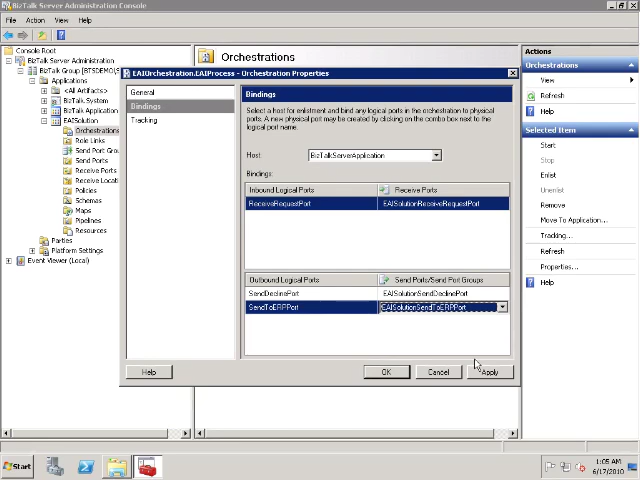 BizTalk Server Administration Console
File Action View Help
Console Root
BizTalk Server Administration
BizTalk Group [BTSDEMO/S
Applications
<All Artifacts>
BizTalk.System
BizTalk Application
EAISolution
Orchestrations
Role Links
Send Port Grou
Send Ports
Receive Ports
Receive Locati
Policies
Schemas
Maps
Pipelines
Resources
Parties
Platform Settings
Event Viewer (Local)
Orchestrations
EAIOrchestration.EAIProcess - Orchestration Properties
General
Bindings
Tracking
Bindings
Select a host for enlistment and bind any logical ports in the orchestration to physical
ports. A new physical port may be created by clicking on the combo box next to the
logical port name.
Host: BizTalkServerApplication
Bindings:
Inbound Logical Ports Receive Ports
ReceiveRequestPort EAISolutionReceiveRequestPort
Outbound Logical Ports Send Ports/Send Port Groups
SendDeclinePort EAISolutionSendDeclinePort
SendToERPPort EAISolutionSendToERPPort
Help OK Cancel Apply
Actions
Orchestrations
View
Refresh
Help
Selected Item
Start
Stop
Enlist
Unenlist
Remove
Move To Application...
Tracking...
Refresh
Properties...
Help
Start
1:05 AM
6/17/2010